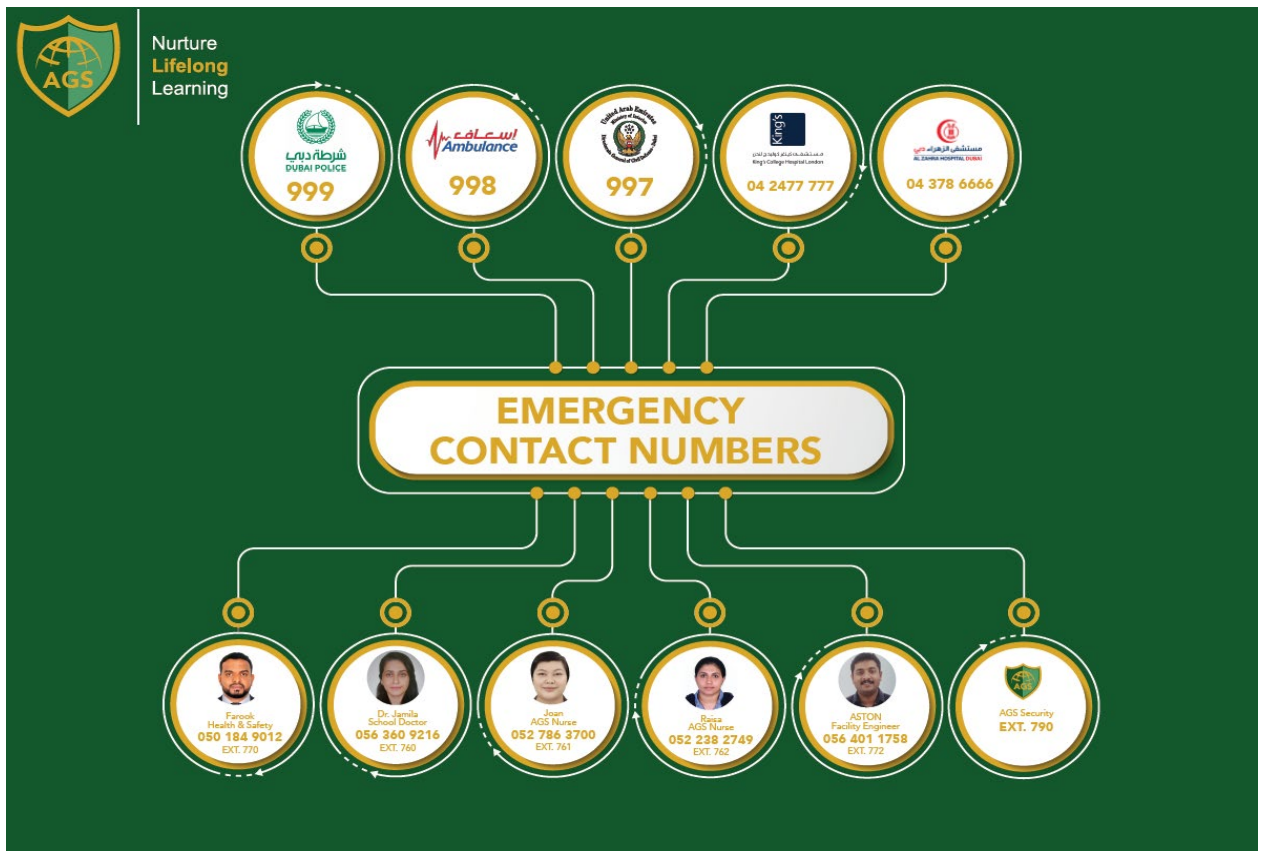 AGS
Nurture
Lifelong
Learning
شرطة دبي
DUBAI POLICE
999
إسعاف
Ambulance
998
United Arab Emirates
Ministry of Interior
997
King's
King's College Hospital London
04 2477 777
مستشفى الزهراء دبي
AL ZAHRA HOSPITAL DUBAI
04 378 6666
EMERGENCY
CONTACT NUMBERS
Farook
Health & Safety
050 184 9012
EXT. 770
Dr. Jamila
School Doctor
056 360 9216
EXT. 760
Joan
AGS Nurse
052 786 3700
EXT. 761
Raisa
AGS Nurse
052 238 2749
EXT. 762
ASTON
Facility Engineer
056 401 1758
EXT. 772
AGS
AGS Security
EXT. 790